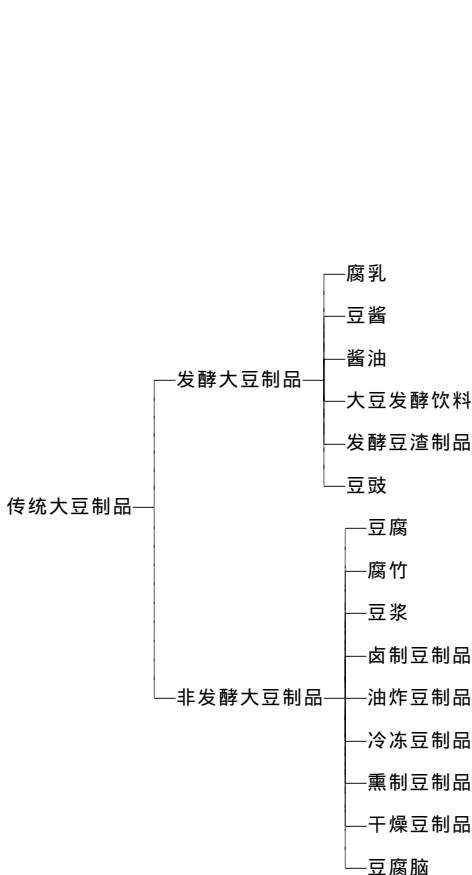 腐乳
豆酱
酱油
发酵大豆制品
大豆发酵饮料
发酵豆渣制品
豆豉
传统大豆制品
豆腐
腐竹
豆浆
卤制豆制品
非发酵大豆制品
油炸豆制品
冷冻豆制品
熏制豆制品
干燥豆制品
豆腐脑